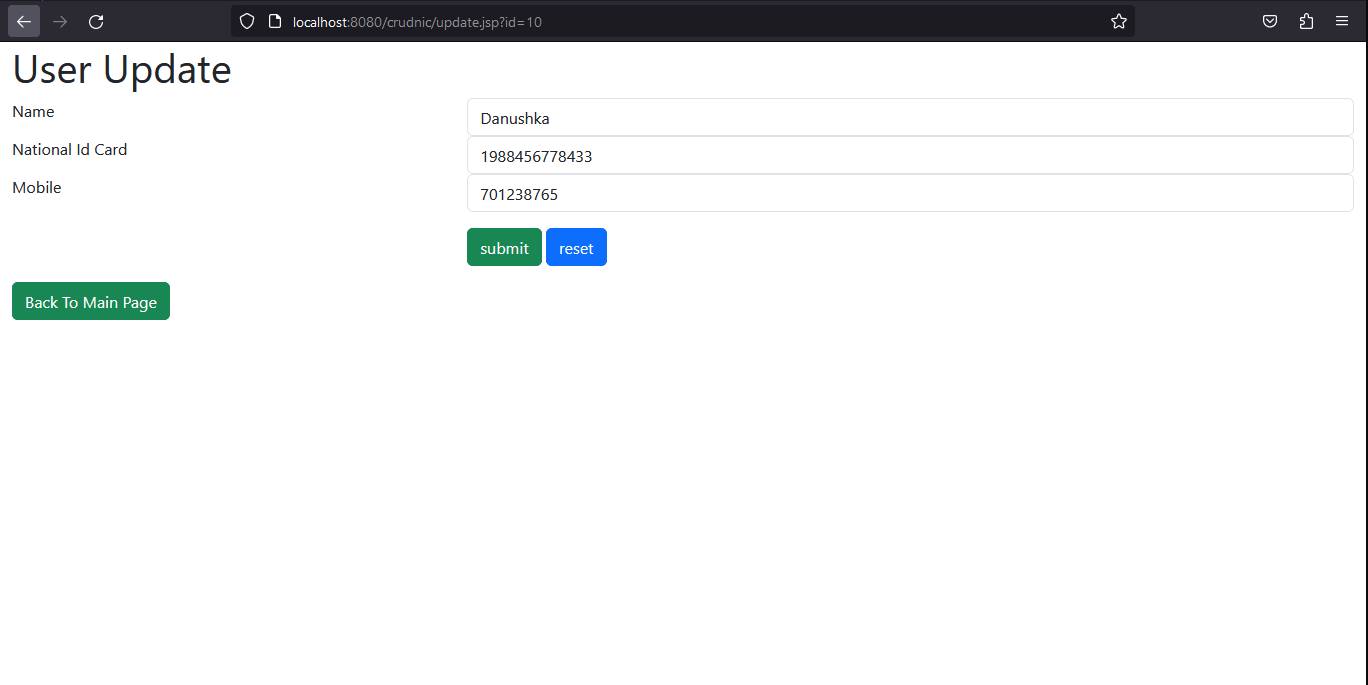 localhost:8080/crudnic/update.jsp?id=10
User Update
Name
Danushka
National Id Card
1988456778433
Mobile
701238765
submit reset
Back To Main Page